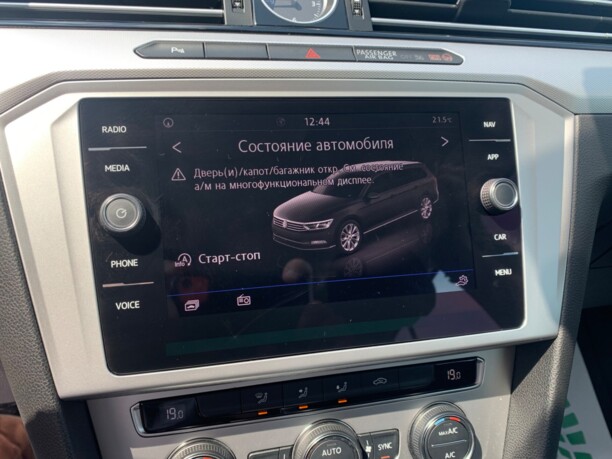 P
PASSENGER
AIR BAG
RADIO
12:44
21.5°C
NAV
Состояние автомобиля
MEDIA
APP
Дверь(и)/капот/багажник откр.
а/м на многофункциональном дисплее.
CAR
PHONE
Старт-стоп
MENU
VOICE
19.0
19.0
MAX A/C
AUTO
SYNC
A/C